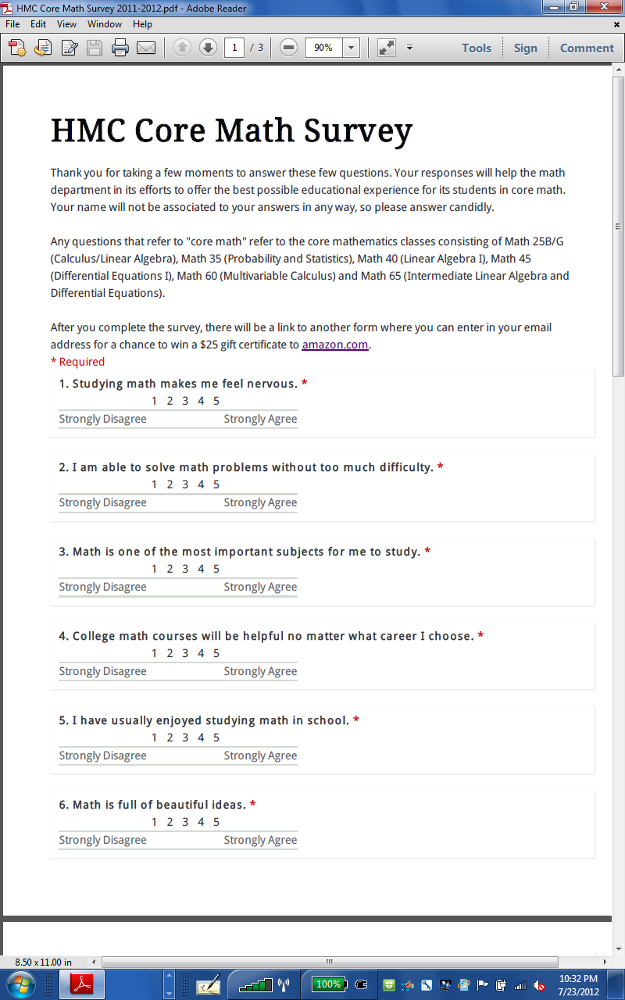 HMC Core Math Survey 2011-2012.pdf - Adobe Reader
File Edit View Window Help
1 / 3 90% Tools Sign Comment
HMC Core Math Survey
Thank you for taking a few moments to answer these few questions. Your responses will help the math
department in its efforts to offer the best possible educational experience for its students in core math.
Your name will not be associated to your answers in any way, so please answer candidly.
Any questions that refer to "core math" refer to the core mathematics classes consisting of Math 25B/G
(Calculus/Linear Algebra), Math 35 (Probability and Statistics), Math 40 (Linear Algebra I), Math 45
(Differential Equations I), Math 60 (Multivariable Calculus) and Math 65 (Intermediate Linear Algebra and
Differential Equations).
After you complete the survey, there will be a link to another form where you can enter in your email
address for a chance to win a $25 gift certificate to amazon.com.
* Required
1. Studying math makes me feel nervous. *
1 2 3 4 5
Strongly Disagree Strongly Agree
2. I am able to solve math problems without too much difficulty. *
1 2 3 4 5
Strongly Disagree Strongly Agree
3. Math is one of the most important subjects for me to study. *
1 2 3 4 5
Strongly Disagree Strongly Agree
4. College math courses will be helpful no matter what career I choose. *
1 2 3 4 5
Strongly Disagree Strongly Agree
5. I have usually enjoyed studying math in school. *
1 2 3 4 5
Strongly Disagree Strongly Agree
6. Math is full of beautiful ideas. *
1 2 3 4 5
Strongly Disagree Strongly Agree
8.50 x 11.00 in
100% 10:32 PM
7/23/2012